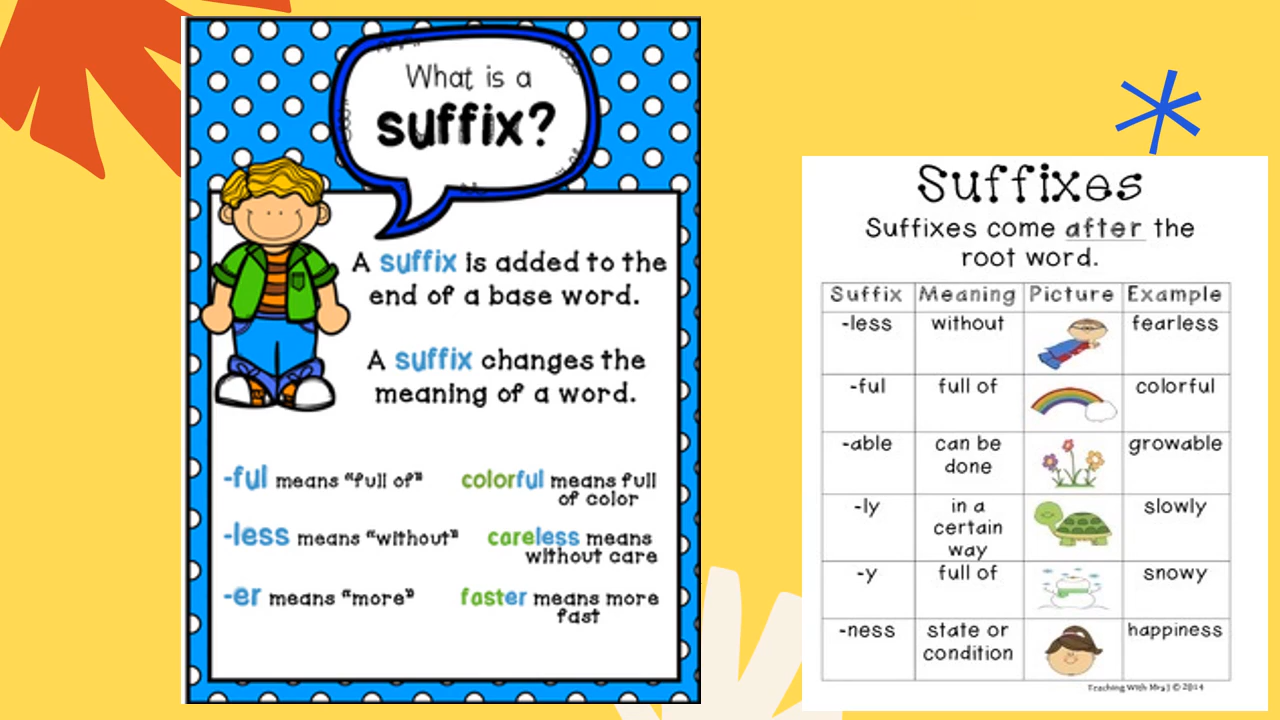 What is a
suffix?
A suffix is added to the
end of a base word.
A suffix changes the
meaning of a word.
-ful means "full of" colorful means full
of color
-less means "without" careless means
without care
-er means "more" faster means more
fast
Suffixes
Suffixes come after the
root word.
Suffix Meaning Picture Example
-less without fearless
-ful full of colorful
-able can be growable
done
-ly in a slowly
certain
way
-y full of snowy
-ness state or happiness
condition
Teaching With Mrs J © 2014